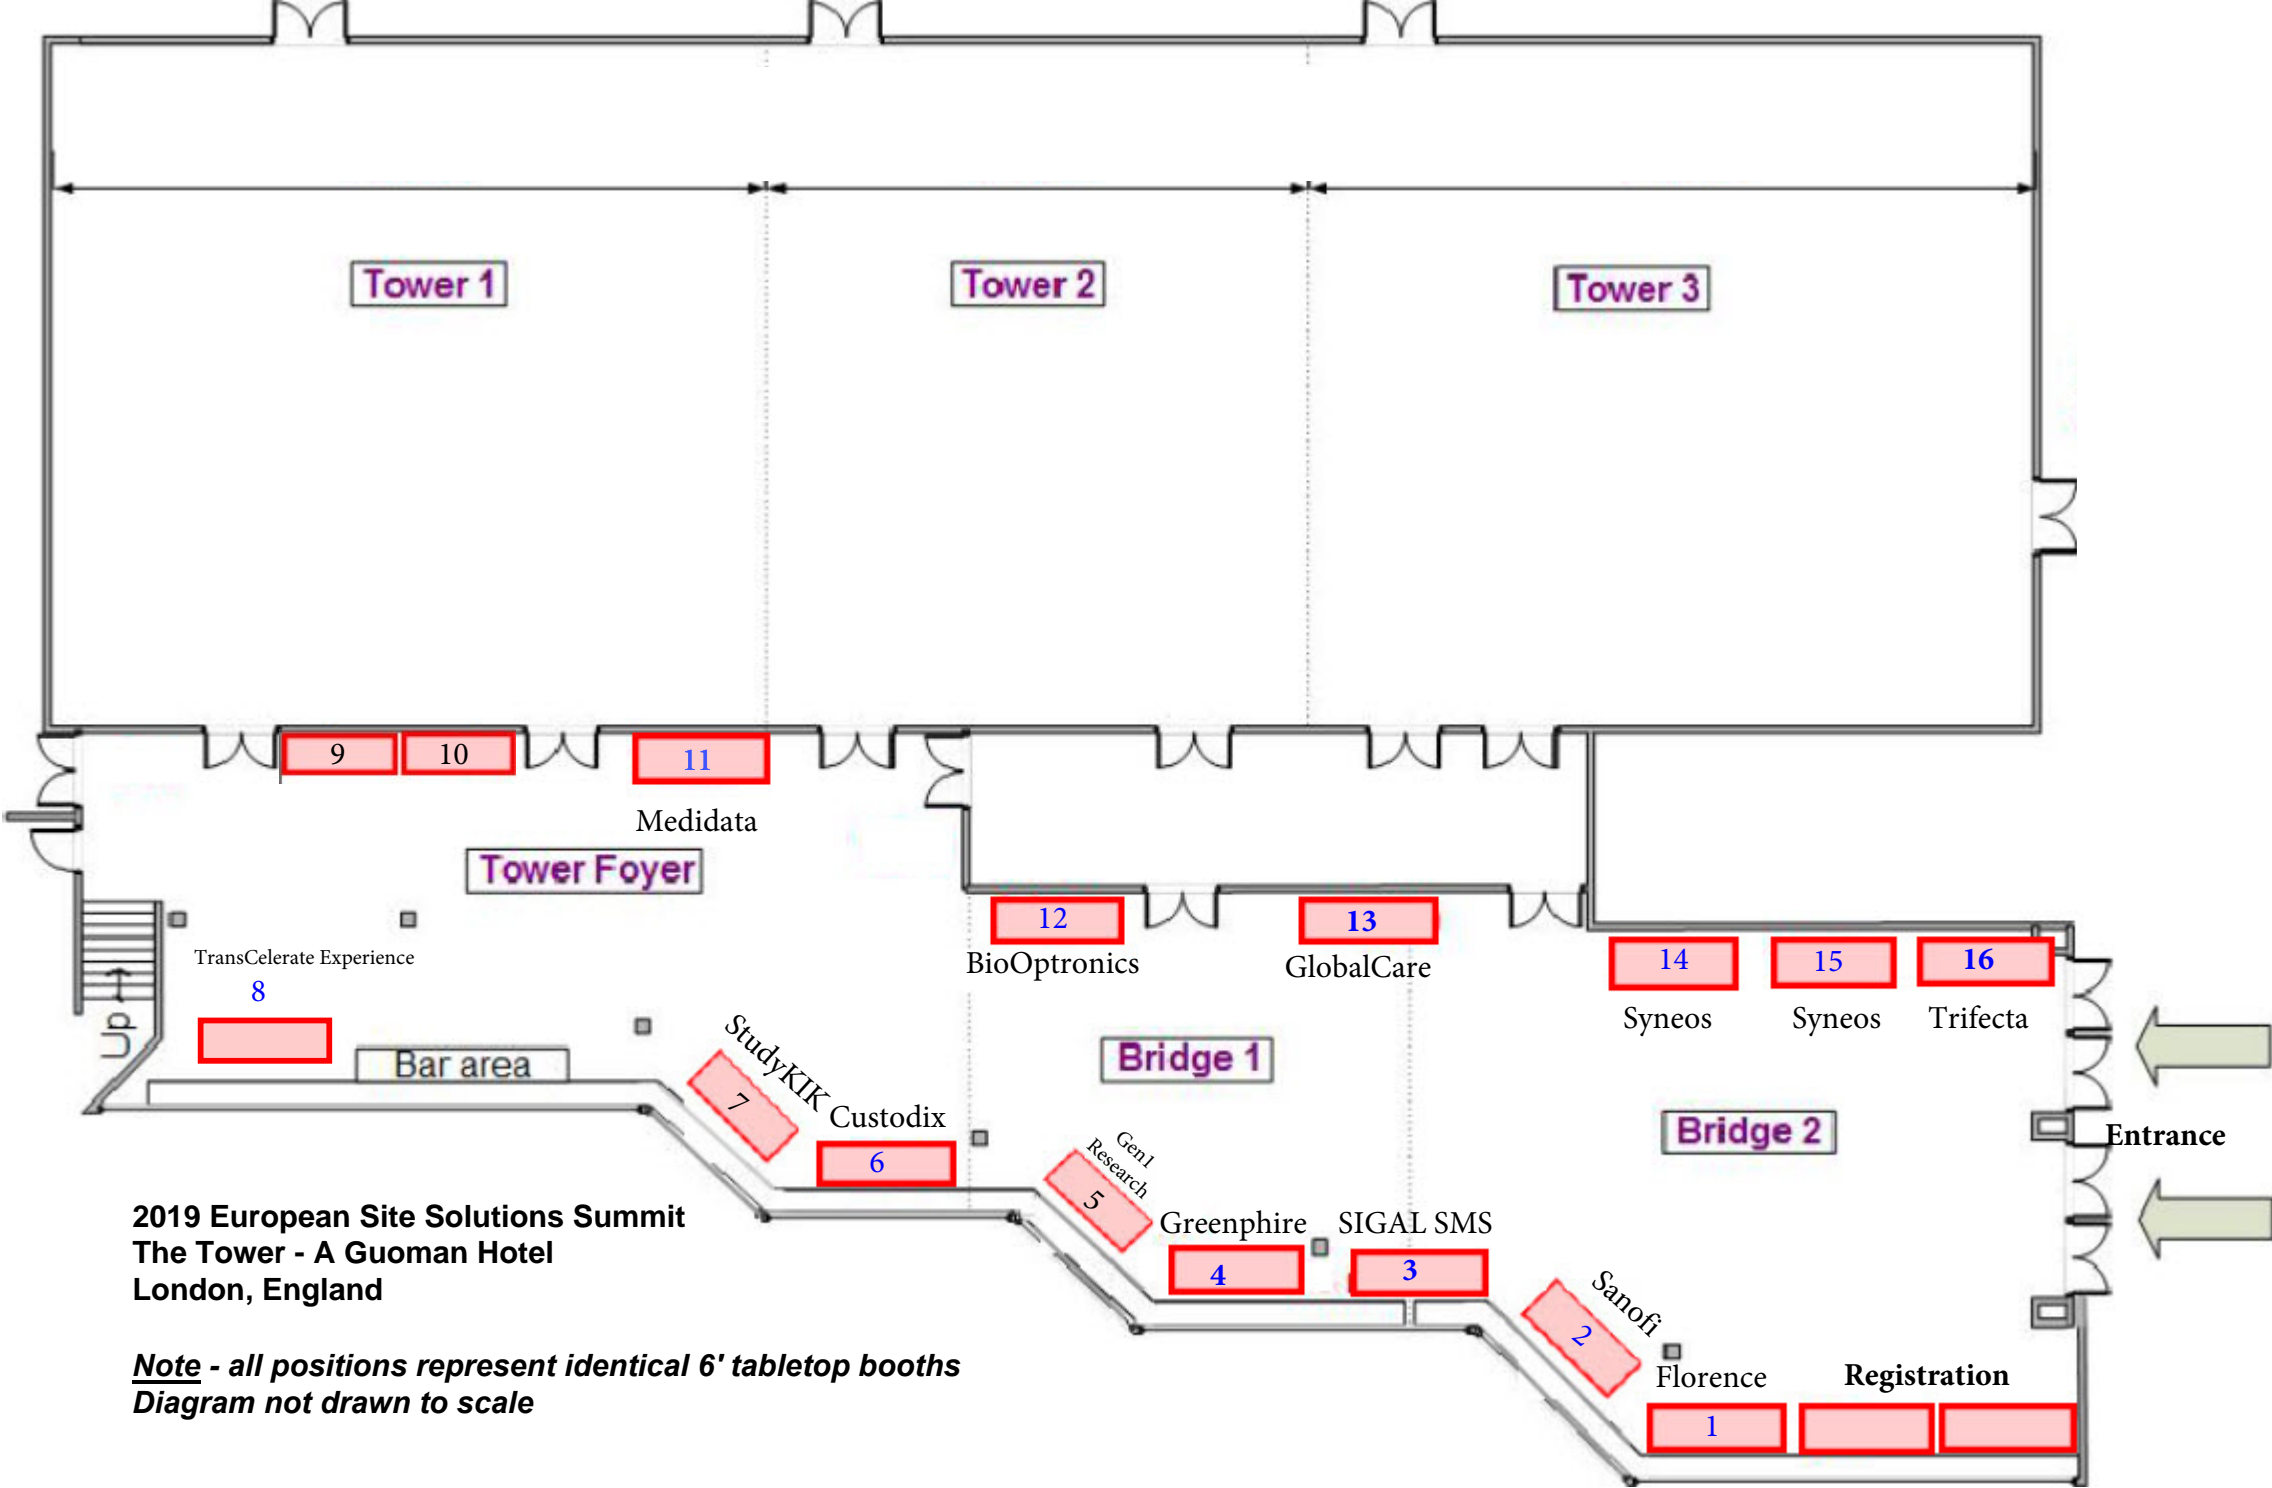 Tower 1
Tower 2
Tower 3
9
10
11
Medidata
Tower Foyer
12
BioOptronics
13
GlobalCare
14
Syneos
15
Syneos
16
Trifecta
TransCelerate Experience
8
Up
Bar area
StudyKIK
7
Custodix
6
Bridge 1
Bridge 2
Entrance
Gen1
Research
5
Greenphire
4
SIGAL SMS
3
Sanofi
2
Florence
1
Registration
2019 European Site Solutions Summit
The Tower - A Guoman Hotel
London, England
Note - all positions represent identical 6' tabletop booths
Diagram not drawn to scale